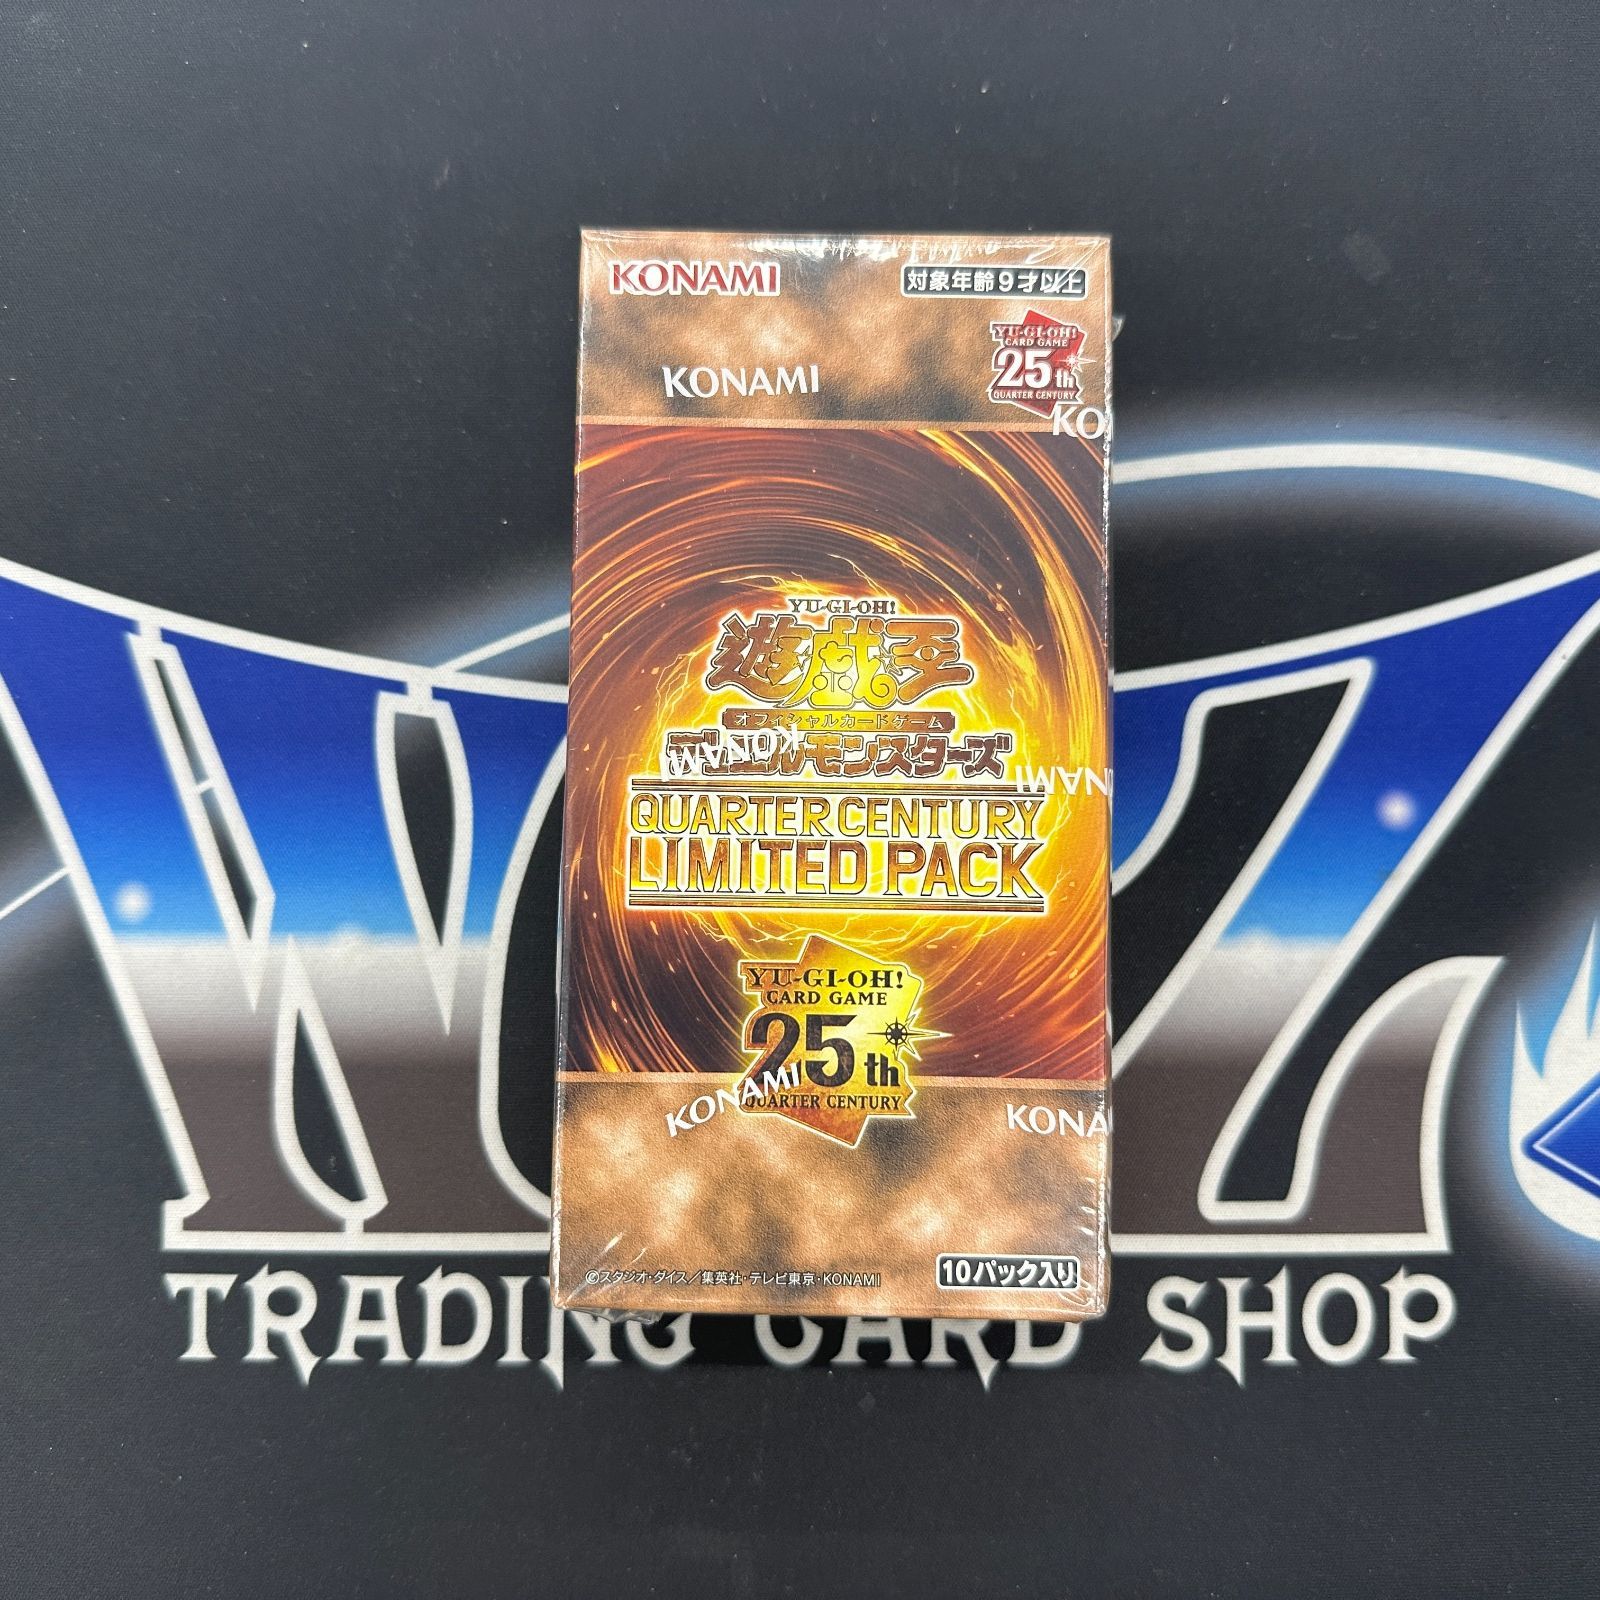 KONAMI
対象年齢9才以上
YU-GI-OH!
CARD GAME
25th
QUARTER CENTURY
KONAMI
KO
YU-GI-OH!
遊戯王
オフィシャルカードゲーム
デュエルモンスターズ
KONAMI
ONAMI
QUARTER CENTURY
LIMITED PACK
YU-GI-OH!
CARD GAME
25th
QUARTER CENTURY
KONAMI
KONA
©スタジオ・ダイス/集英社・テレビ東京・KONAMI
10パック入り
TRADING CARD SHOP